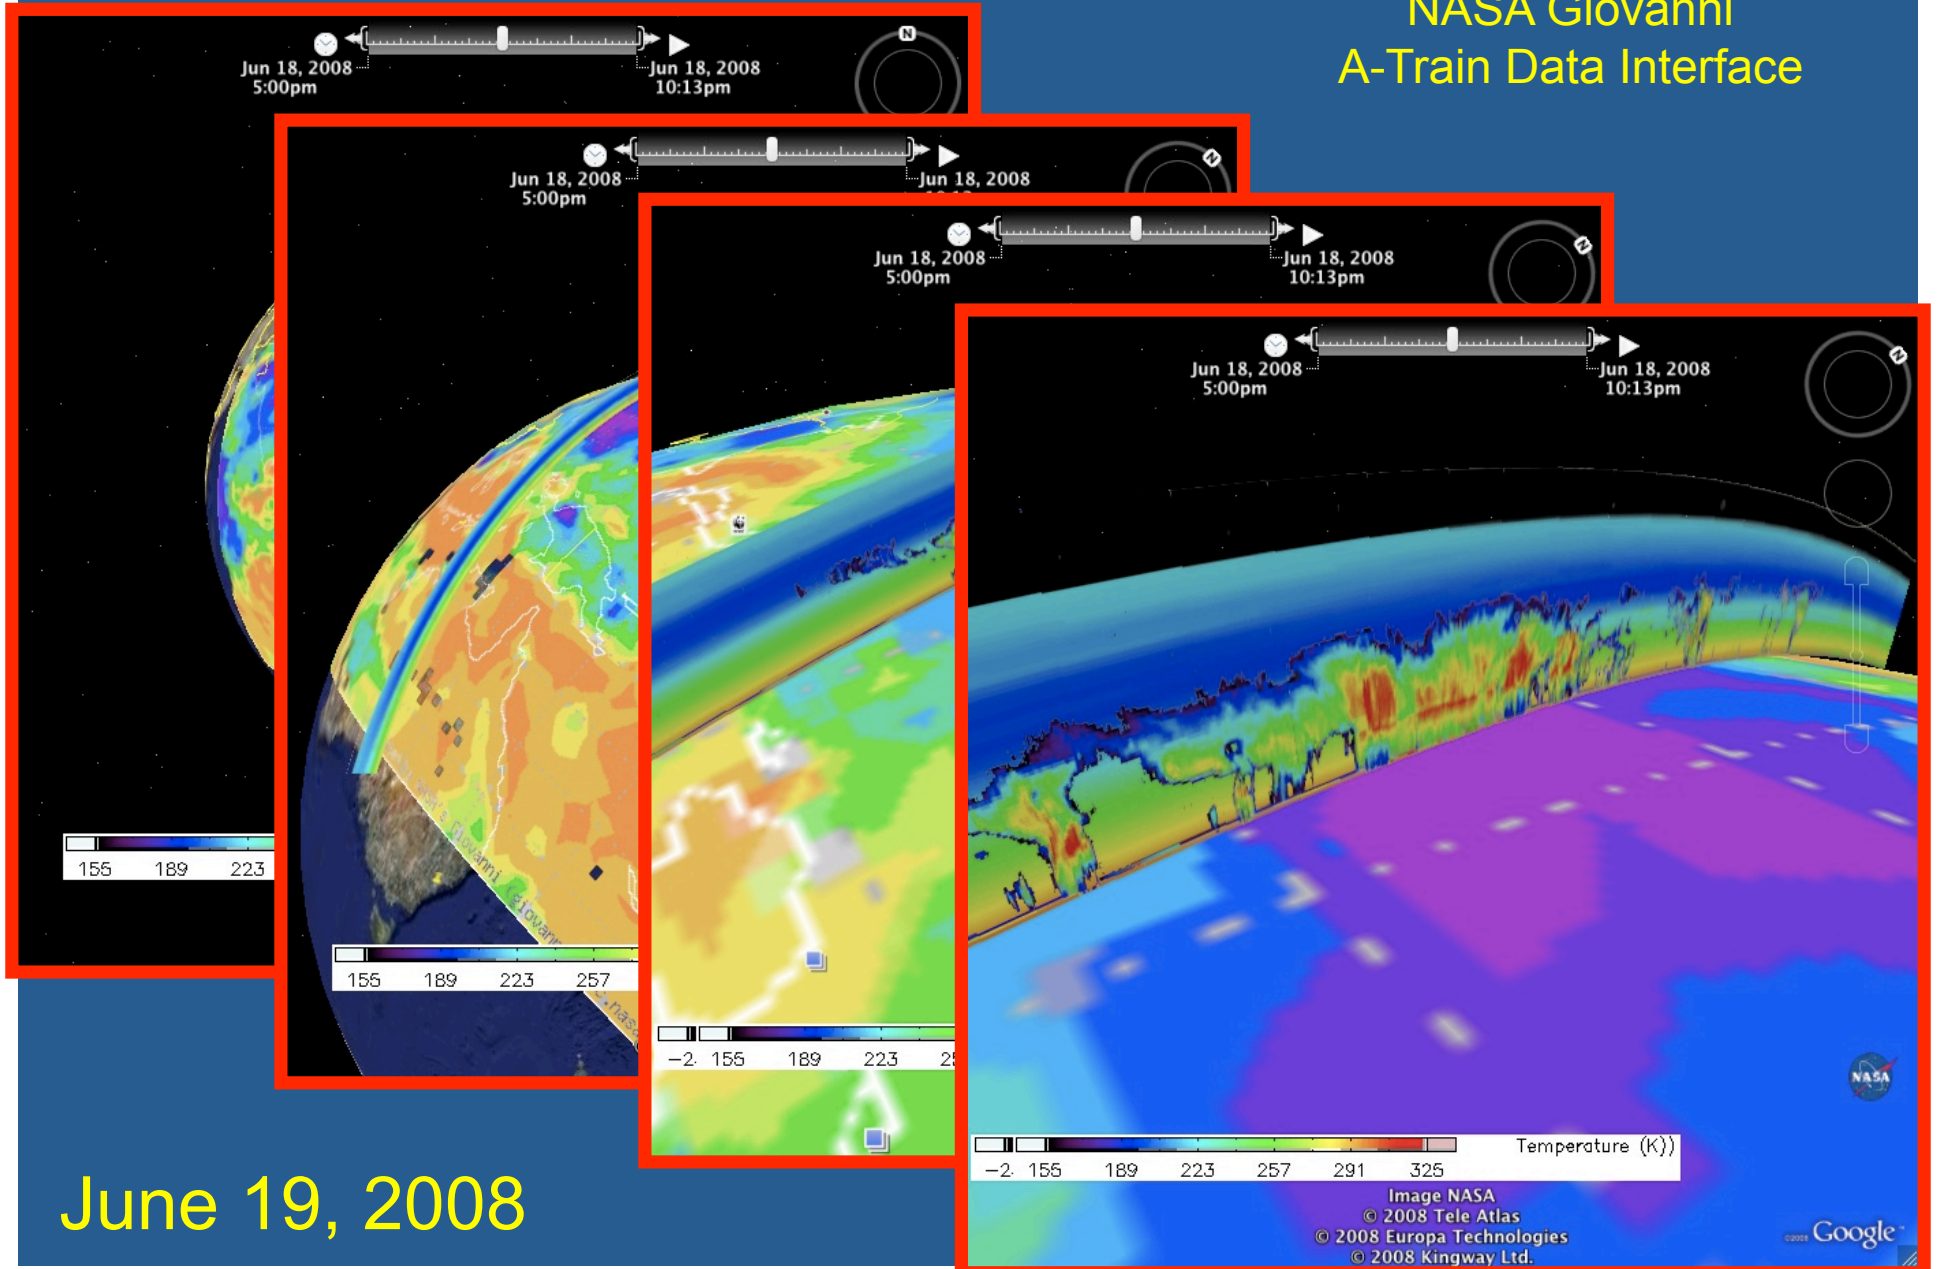 NASA Giovanni
A-Train Data Interface
Jun 18, 2008
5:00pm
Jun 18, 2008
10:13pm
N
155 189 223
Jun 18, 2008
5:00pm
Jun 18, 2008
N
155 189 223 257
Jun 18, 2008
5:00pm
Jun 18, 2008
10:13pm
N
-2. 155 189 223
Jun 18, 2008
5:00pm
Jun 18, 2008
10:13pm
N
NASA
-2. 155 189 223 257 291 325
Temperature (K))
Image NASA
© 2008 Tele Atlas
© 2008 Europa Technologies
© 2008 Kingway Ltd.
©2008 Google
June 19, 2008